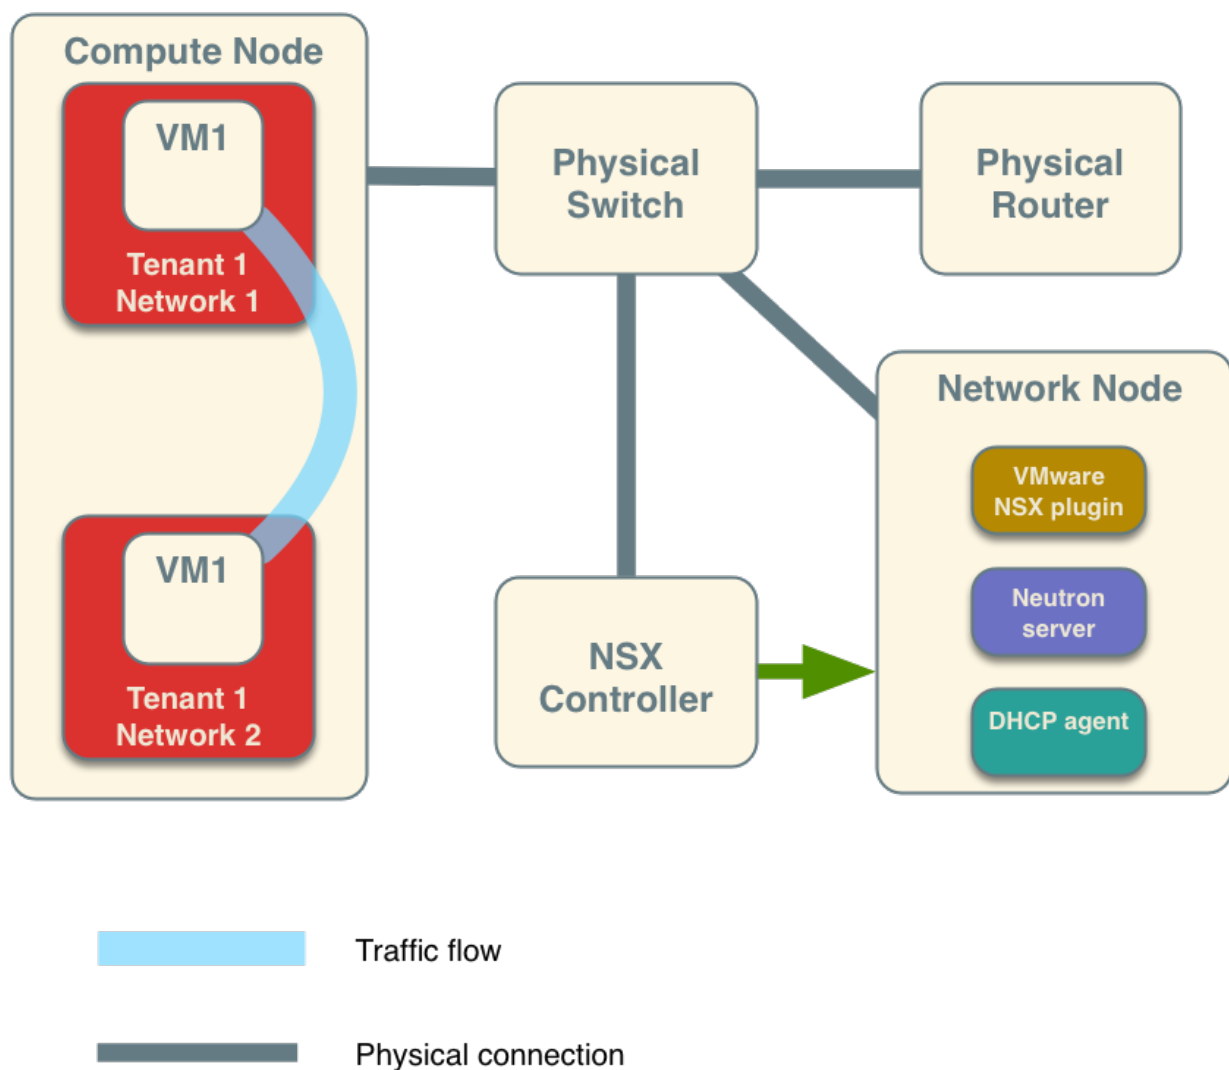 Compute Node
VM1
Tenant 1
Network 1
VM1
Tenant 1
Network 2
Physical
Switch
Physical
Router
NSX
Controller
Network Node
VMware
NSX plugin
Neutron
server
DHCP agent
Traffic flow
Physical connection